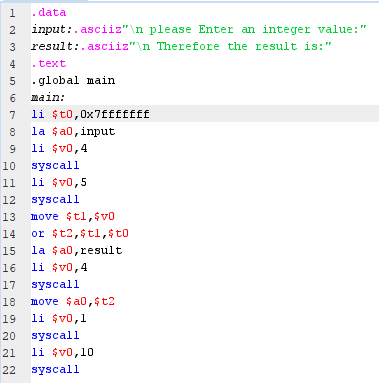 1 .data
2 input:.asciiz"\n please Enter an integer value:"
3 result:.asciiz"\n Therefore the result is:"
4 .text
5 .global main
6 main:
7 li $t0,0x7fffffff
8 la $a0,input
9 li $v0,4
10 syscall
11 li $v0,5
12 syscall
13 move $t1,$v0
14 or $t2,$t1,$t0
15 la $a0,result
16 li $v0,4
17 syscall
18 move $a0,$t2
19 li $v0,1
20 syscall
21 li $v0,10
22 syscall